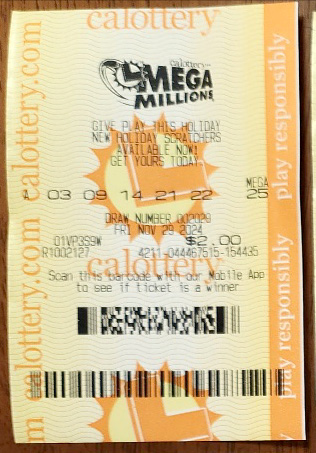 calottery
calottery
MEGA
MILLIONS
GIVE PLAY THIS HOLIDAY
NEW HOLIDAY SCRATCHERS
AVAILABLE NOW!
GET YOURS TODAY
MEGA
A 03 09 14 21 22 25
DRAW NUMBER
FRI NOV 29 2024
01VP3S9W $2.00
R1002127 4211-044467515-154435
calottery
Scan this barcode with our Mobile App
to see if ticket is a winner
calottery.com calottery.com
play responsibly play responsibly